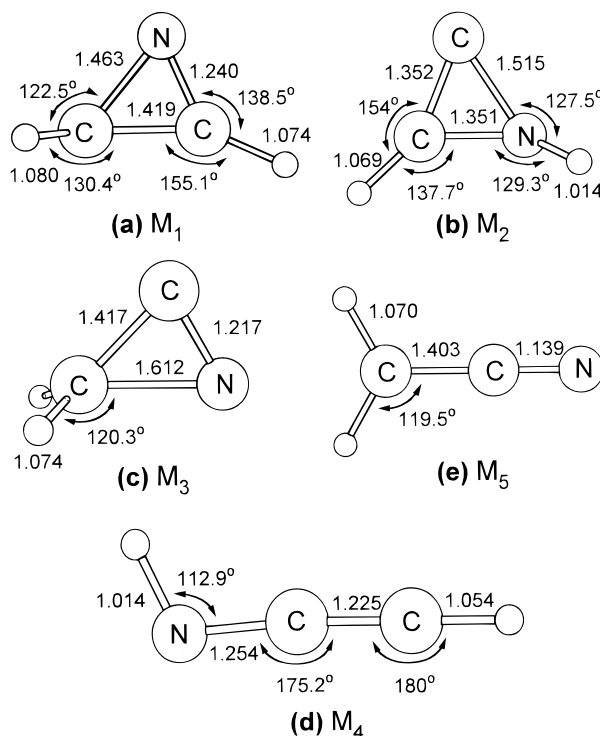 N
1.463
1.240
122.5°
1.419
138.5°
C
C
1.074
1.080
130.4°
155.1°
(a) M1
C
1.352
1.515
154°
1.351
127.5°
C
N
1.069
137.7°
129.3°
1.014
(b) M2
C
1.417
1.217
1.612
C
N
120.3°
1.074
(c) M3
1.070
1.403
1.139
C
C
N
119.5°
(e) M5
112.9°
1.014
1.225
1.054
C
C
N
1.254
175.2°
180°
(d) M4